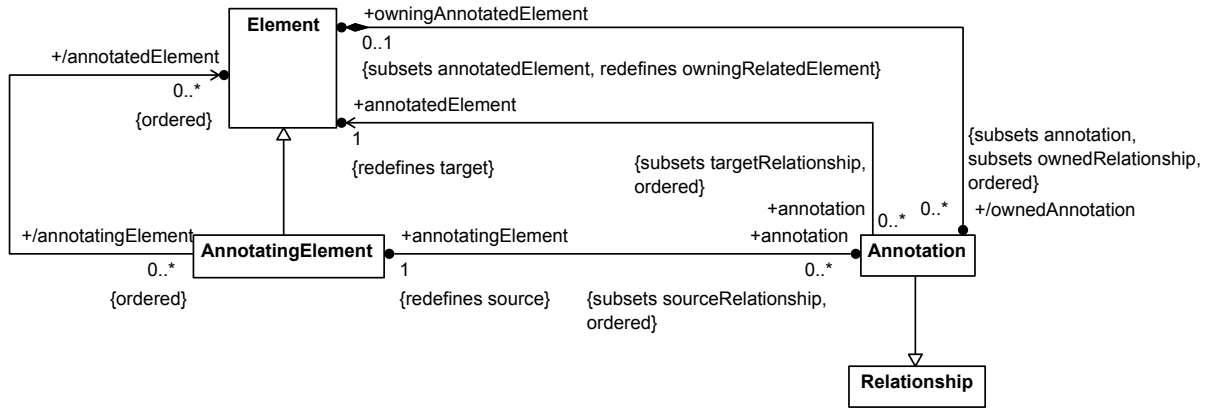 +owningAnnotatedElement
Element
0..1
+/annotatedElement
{subsets annotatedElement, redefines owningRelatedElement}
0..*
+annotatedElement
{ordered}
1
{redefines target}
{subsets annotation,
subsets ownedRelationship,
ordered}
{subsets targetRelationship,
ordered}
+annotation
0..*
0..*
+/ownedAnnotation
+/annotatingElement
AnnotatingElement
+annotatingElement
+annotation
Annotation
0..*
1
0..*
{ordered}
{redefines source}
{subsets sourceRelationship,
ordered}
Relationship